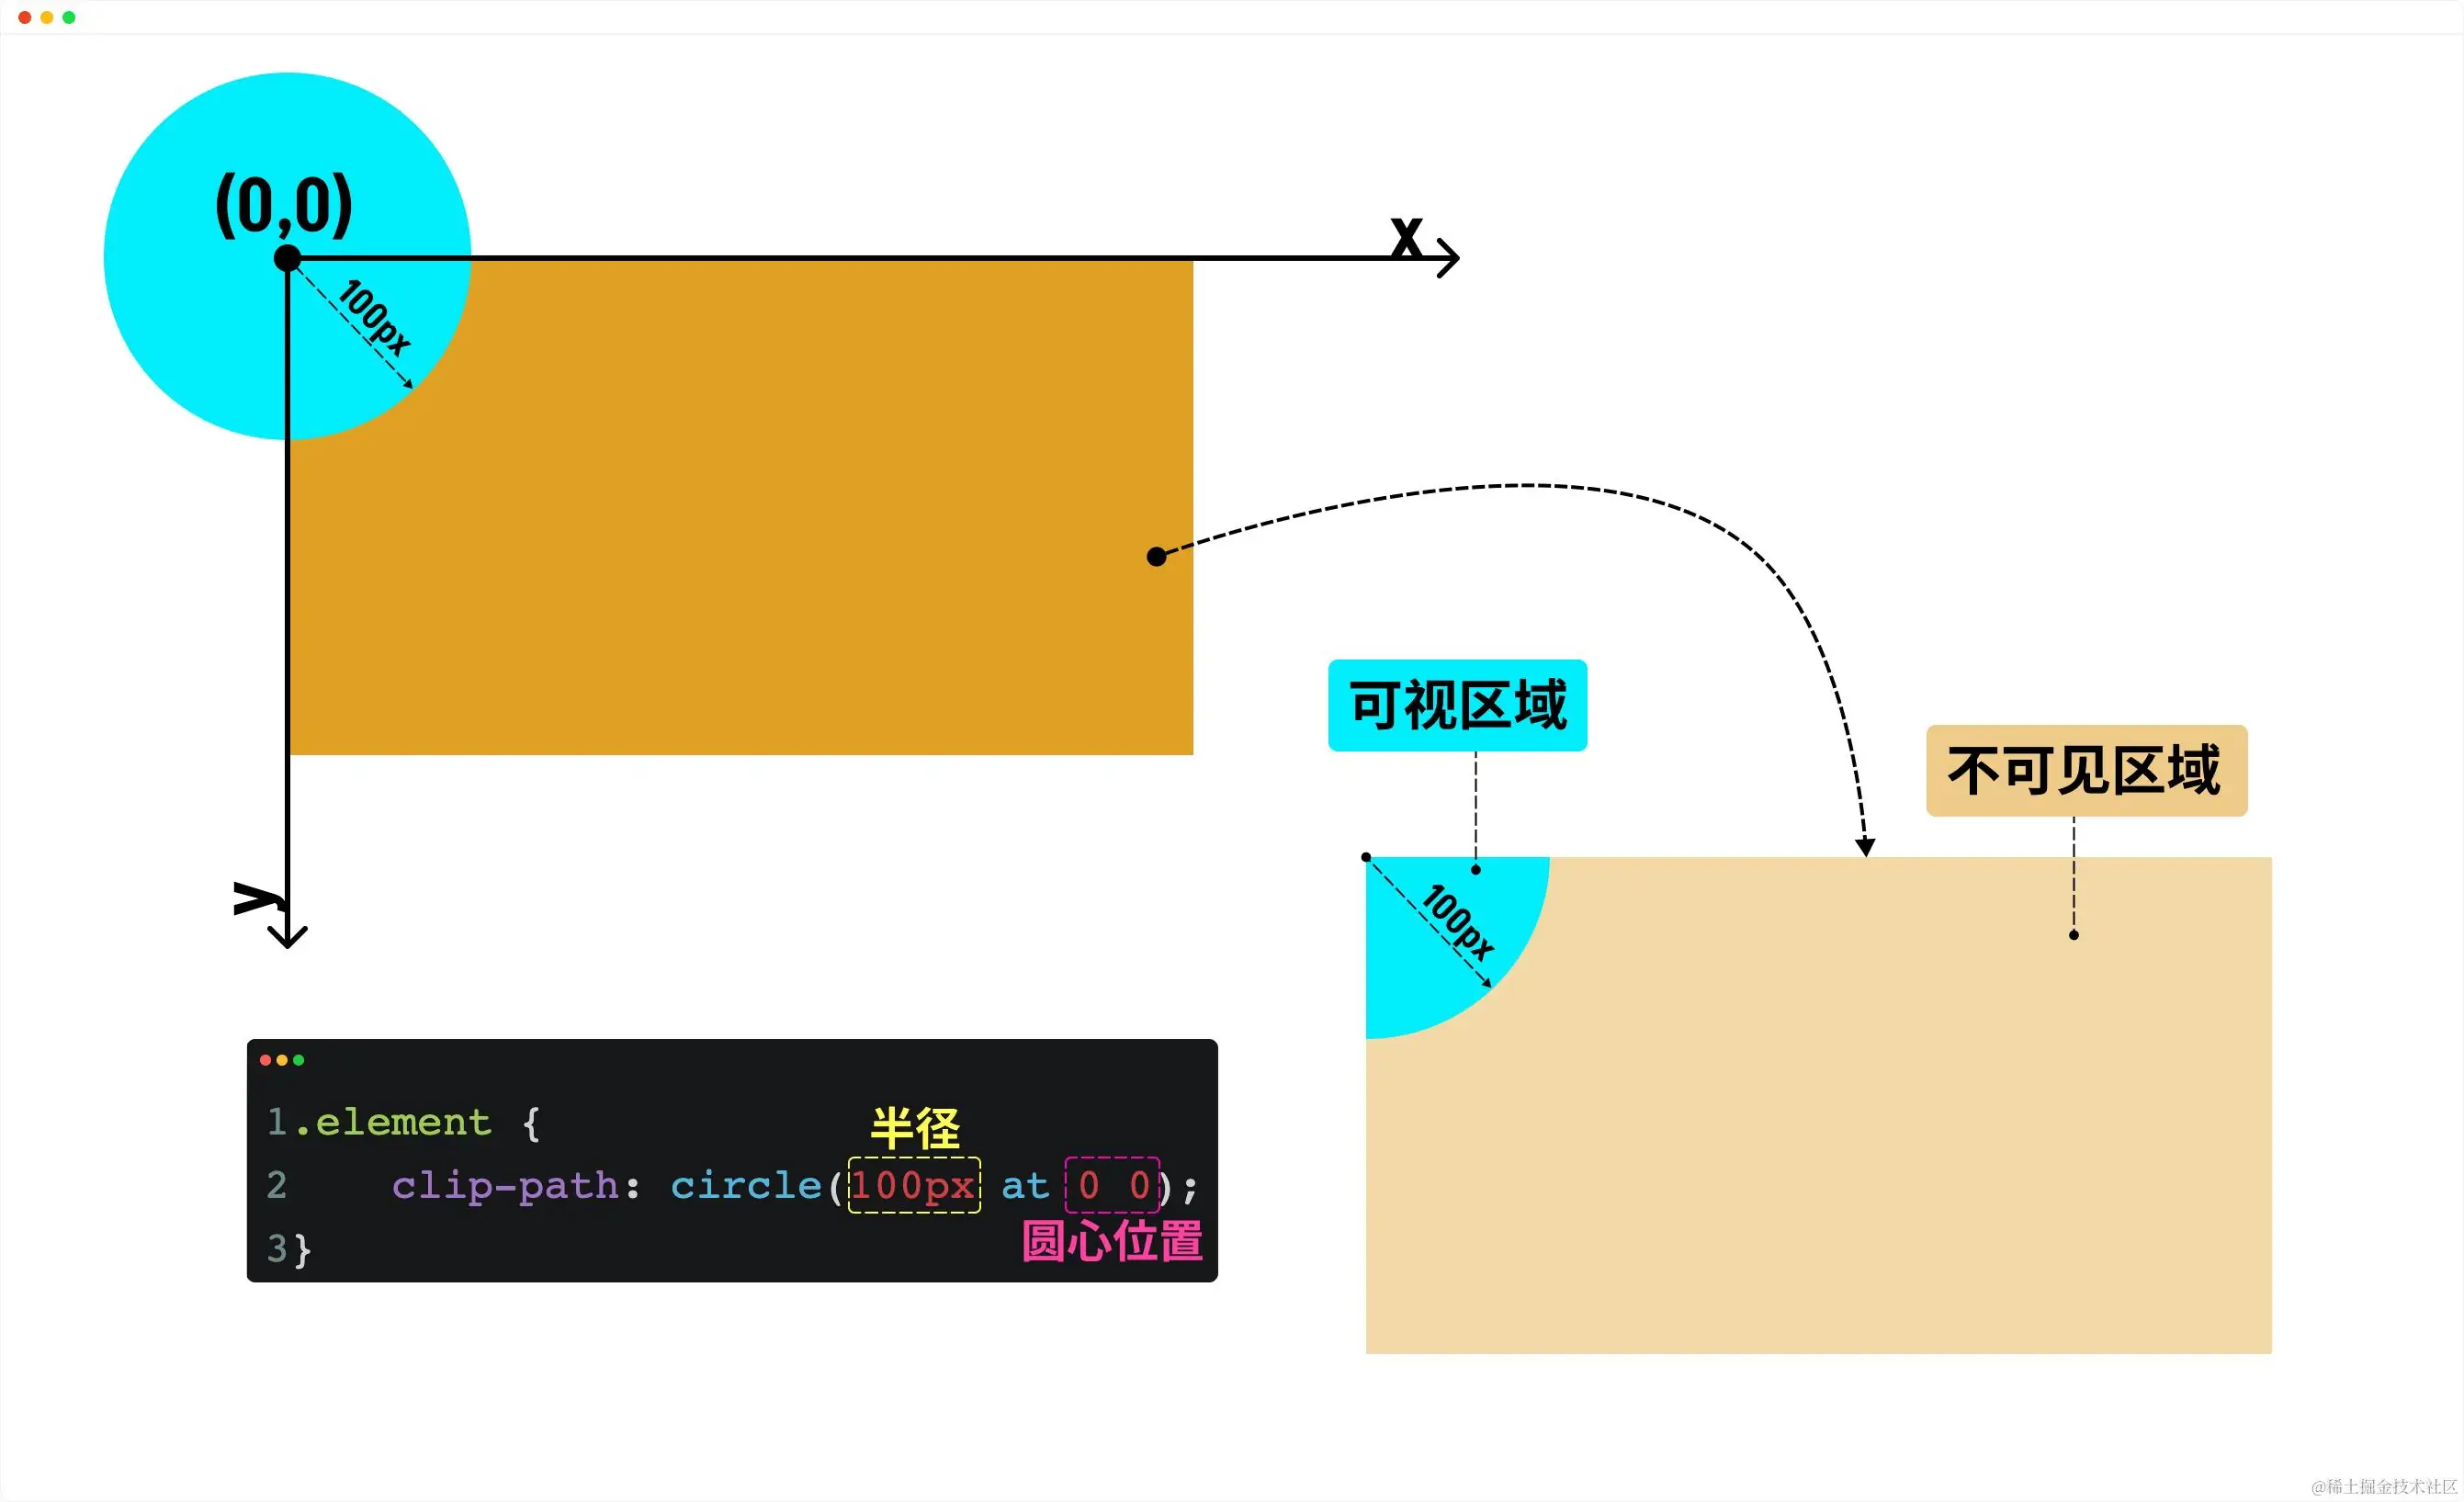 (0,0)
x
100px
可视区域
不可见区域
y
100px
半径
1 .element {
2 clip-path: circle(100px at 0 0);
3 }
圆心位置
@稀土掘金技术社区